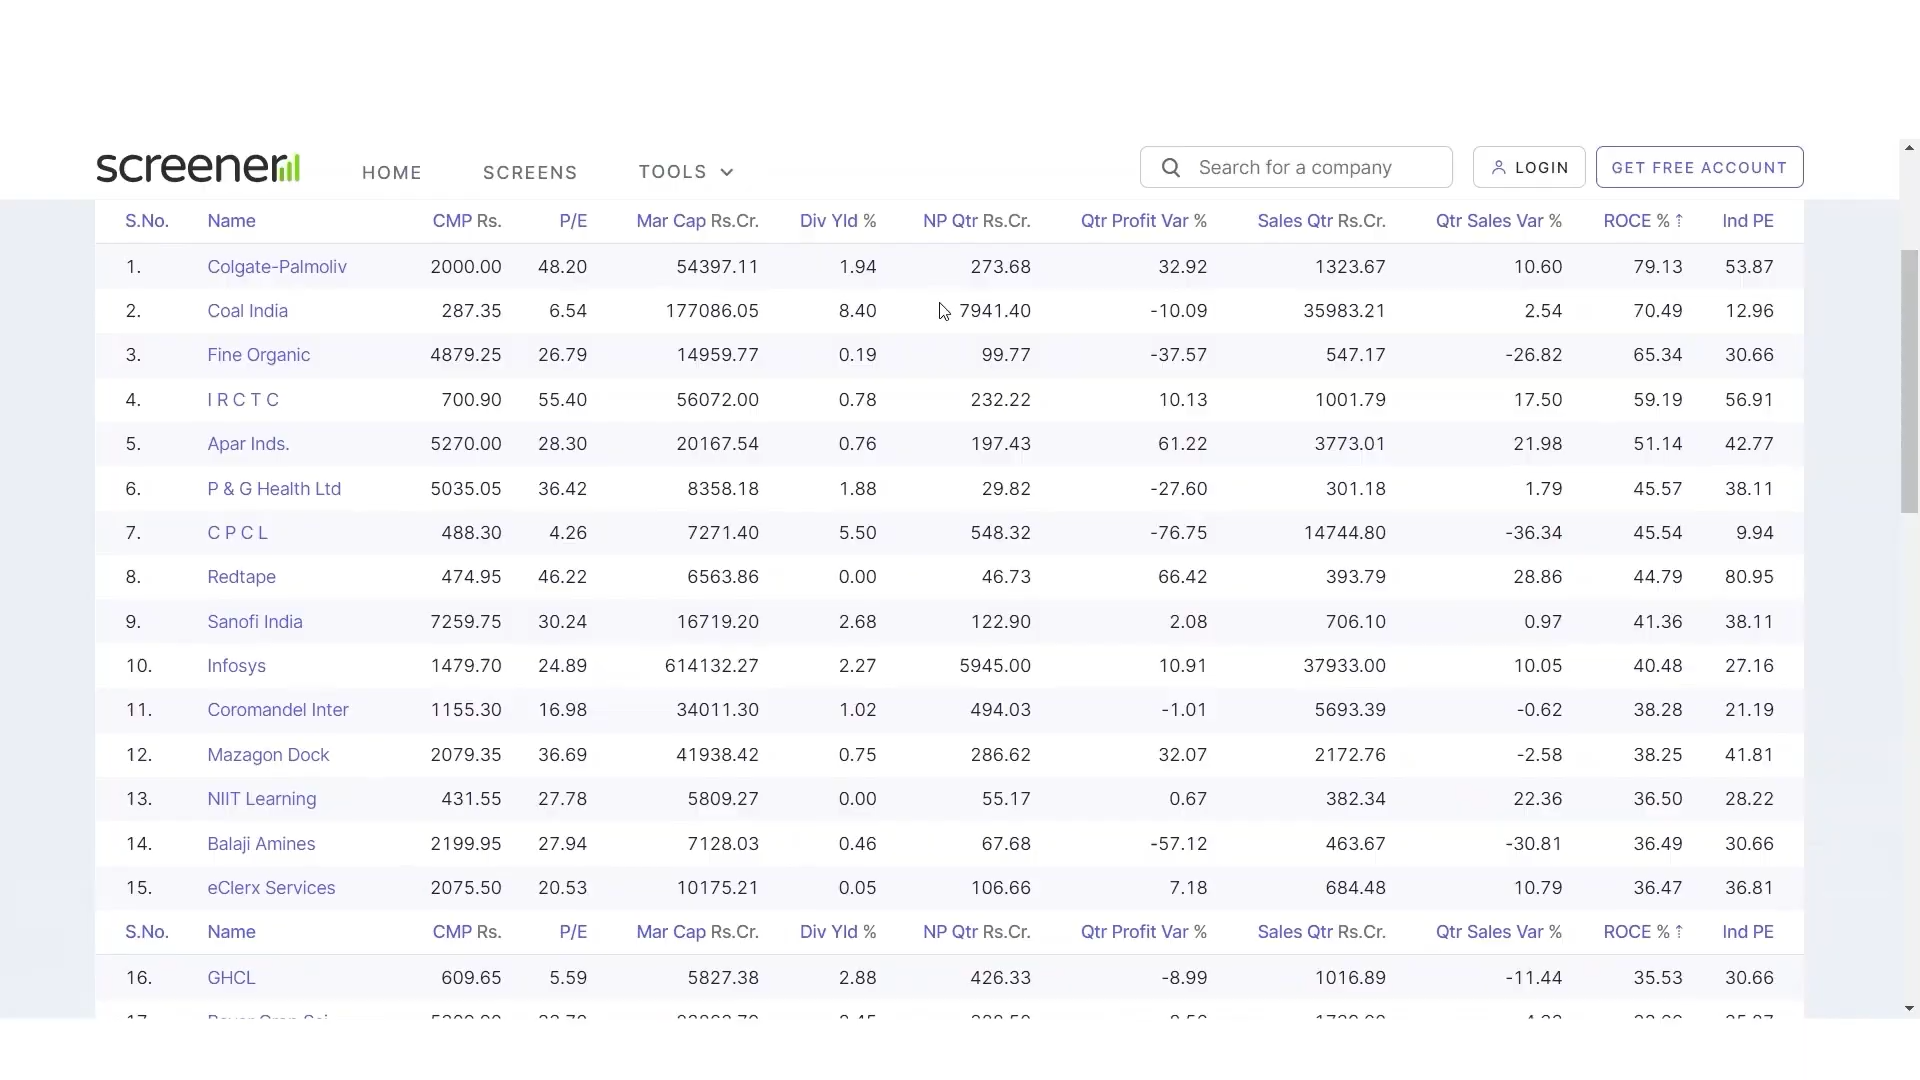 screener HOME SCREENS TOOLS Search for a company LOGIN GET FREE ACCOUNT
S.No. Name CMP Rs. P/E Mar Cap Rs.Cr. Div Yld % NP Qtr Rs.Cr. Qtr Profit Var % Sales Qtr Rs.Cr. Qtr Sales Var % ROCE % ↑ Ind PE
1. Colgate-Palmoliv 2000.00 48.20 54397.11 1.94 273.68 32.92 1323.67 10.60 79.13 53.87
2. Coal India 287.35 6.54 177086.05 8.40 7941.40 -10.09 35983.21 2.54 70.49 12.96
3. Fine Organic 4879.25 26.79 14959.77 0.19 99.77 -37.57 547.17 -26.82 65.34 30.66
4. I R C T C 700.90 55.40 56072.00 0.78 232.22 10.13 1001.79 17.50 59.19 56.91
5. Apar Inds. 5270.00 28.30 20167.54 0.76 197.43 61.22 3773.01 21.98 51.14 42.77
6. P & G Health Ltd 5035.05 36.42 8358.18 1.88 29.82 -27.60 301.18 1.79 45.57 38.11
7. C P C L 488.30 4.26 7271.40 5.50 548.32 -76.75 14744.80 -36.34 45.54 9.94
8. Redtape 474.95 46.22 6563.86 0.00 46.73 66.42 393.79 28.86 44.79 80.95
9. Sanofi India 7259.75 30.24 16719.20 2.68 122.90 2.08 706.10 0.97 41.36 38.11
10. Infosys 1479.70 24.89 614132.27 2.27 5945.00 10.91 37933.00 10.05 40.48 27.16
11. Coromandel Inter 1155.30 16.98 34011.30 1.02 494.03 -1.01 5693.39 -0.62 38.28 21.19
12. Mazagon Dock 2079.35 36.69 41938.42 0.75 286.62 32.07 2172.76 -2.58 38.25 41.81
13. NIIT Learning 431.55 27.78 5809.27 0.00 55.17 0.67 382.34 22.36 36.50 28.22
14. Balaji Amines 2199.95 27.94 7128.03 0.46 67.68 -57.12 463.67 -30.81 36.49 30.66
15. eClerx Services 2075.50 20.53 10175.21 0.05 106.66 7.18 684.48 10.79 36.47 36.81
S.No. Name CMP Rs. P/E Mar Cap Rs.Cr. Div Yld % NP Qtr Rs.Cr. Qtr Profit Var % Sales Qtr Rs.Cr. Qtr Sales Var % ROCE % ↑ Ind PE
16. GHCL 609.65 5.59 5827.38 2.88 426.33 -8.99 1016.89 -11.44 35.53 30.66